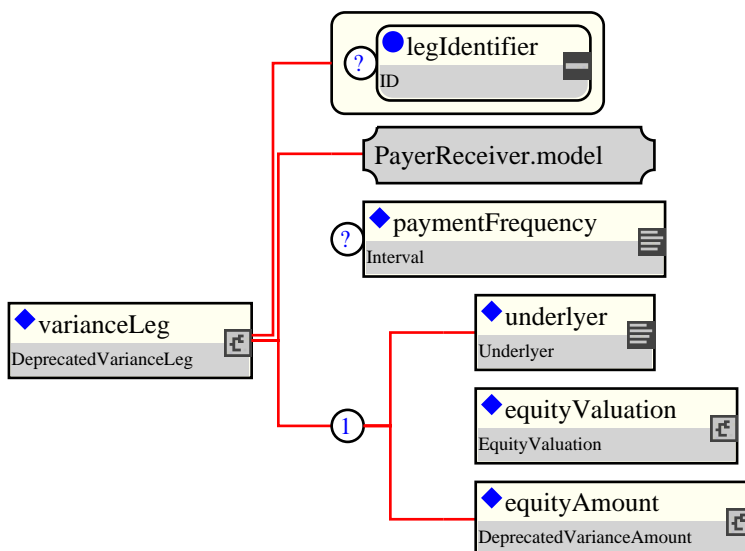 legIdentifier
?
ID
PayerReceiver.model
paymentFrequency
?
Interval
varianceLeg
DeprecatedVarianceLeg
underlyer
Underlyer
1
equityValuation
EquityValuation
equityAmount
DeprecatedVarianceAmount